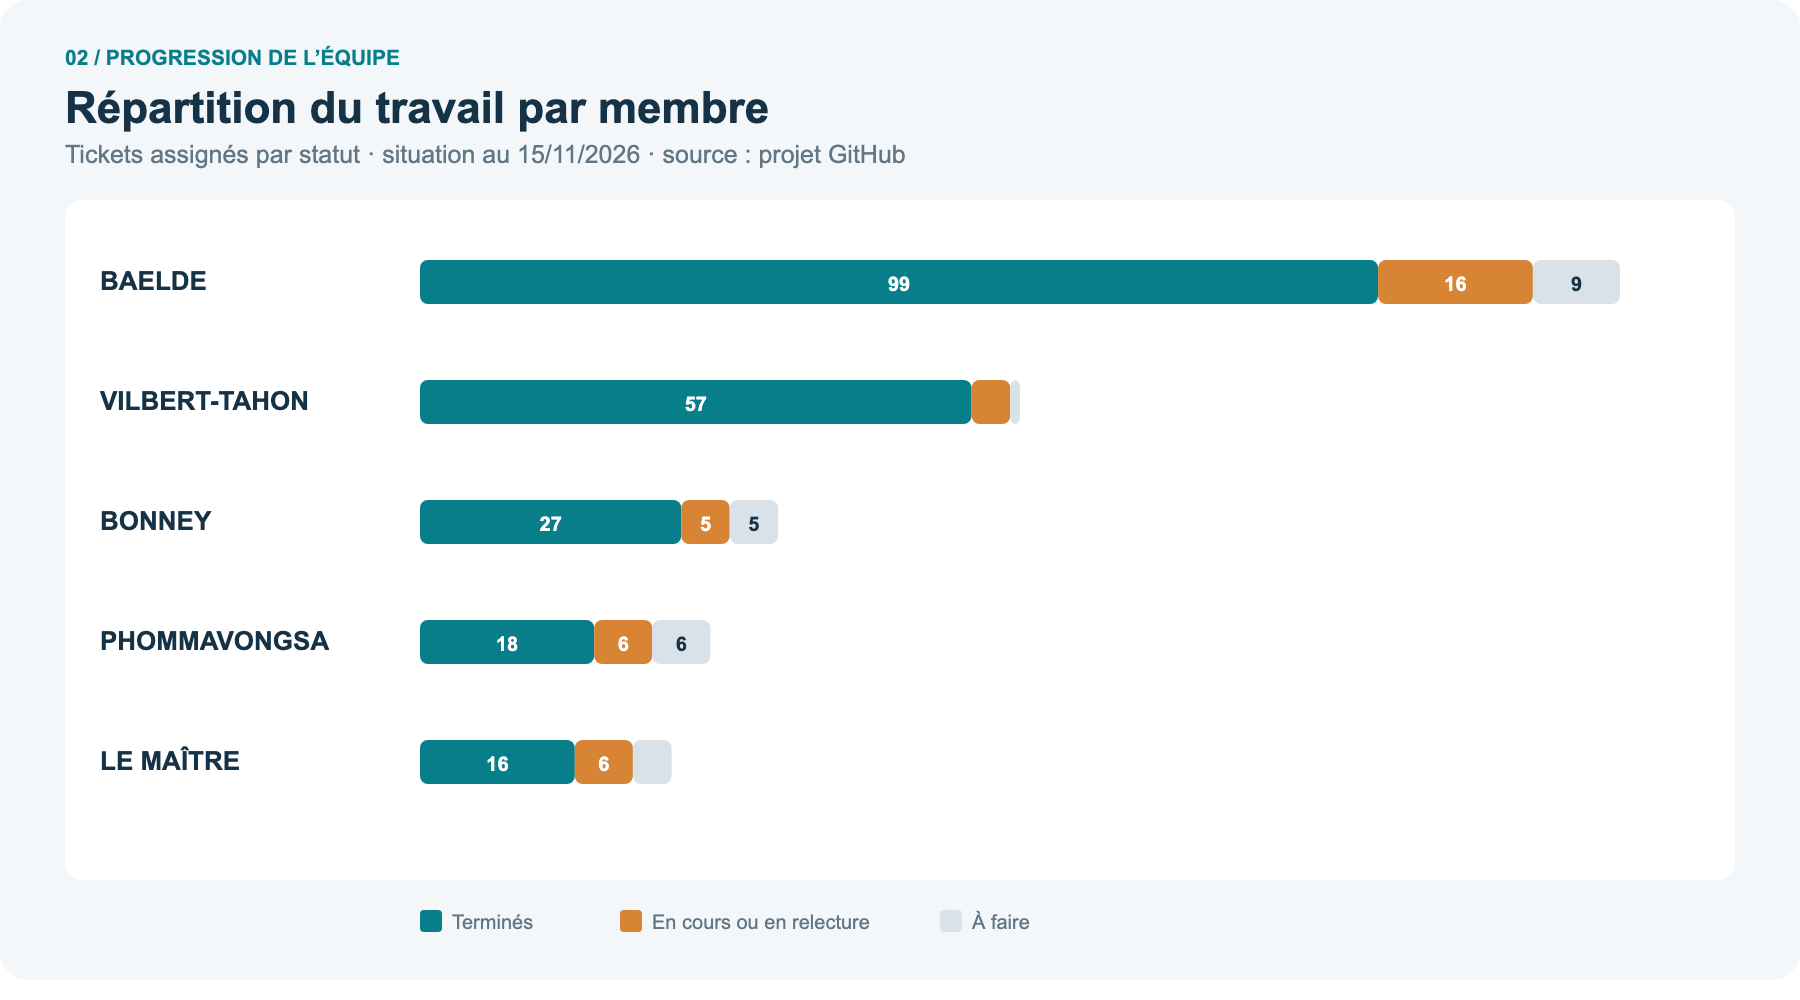 02 / PROGRESSION DE L’ÉQUIPE
Répartition du travail par membre
Tickets assignés par statut · situation au 15/11/2026 · source : projet GitHub
BAELDE 99 16 9
VILBERT-TAHON 57
BONNEY 27 5 5
PHOMMAVONGSA 18 6 6
LE MAÎTRE 16 6
Terminés En cours ou en relecture À faire